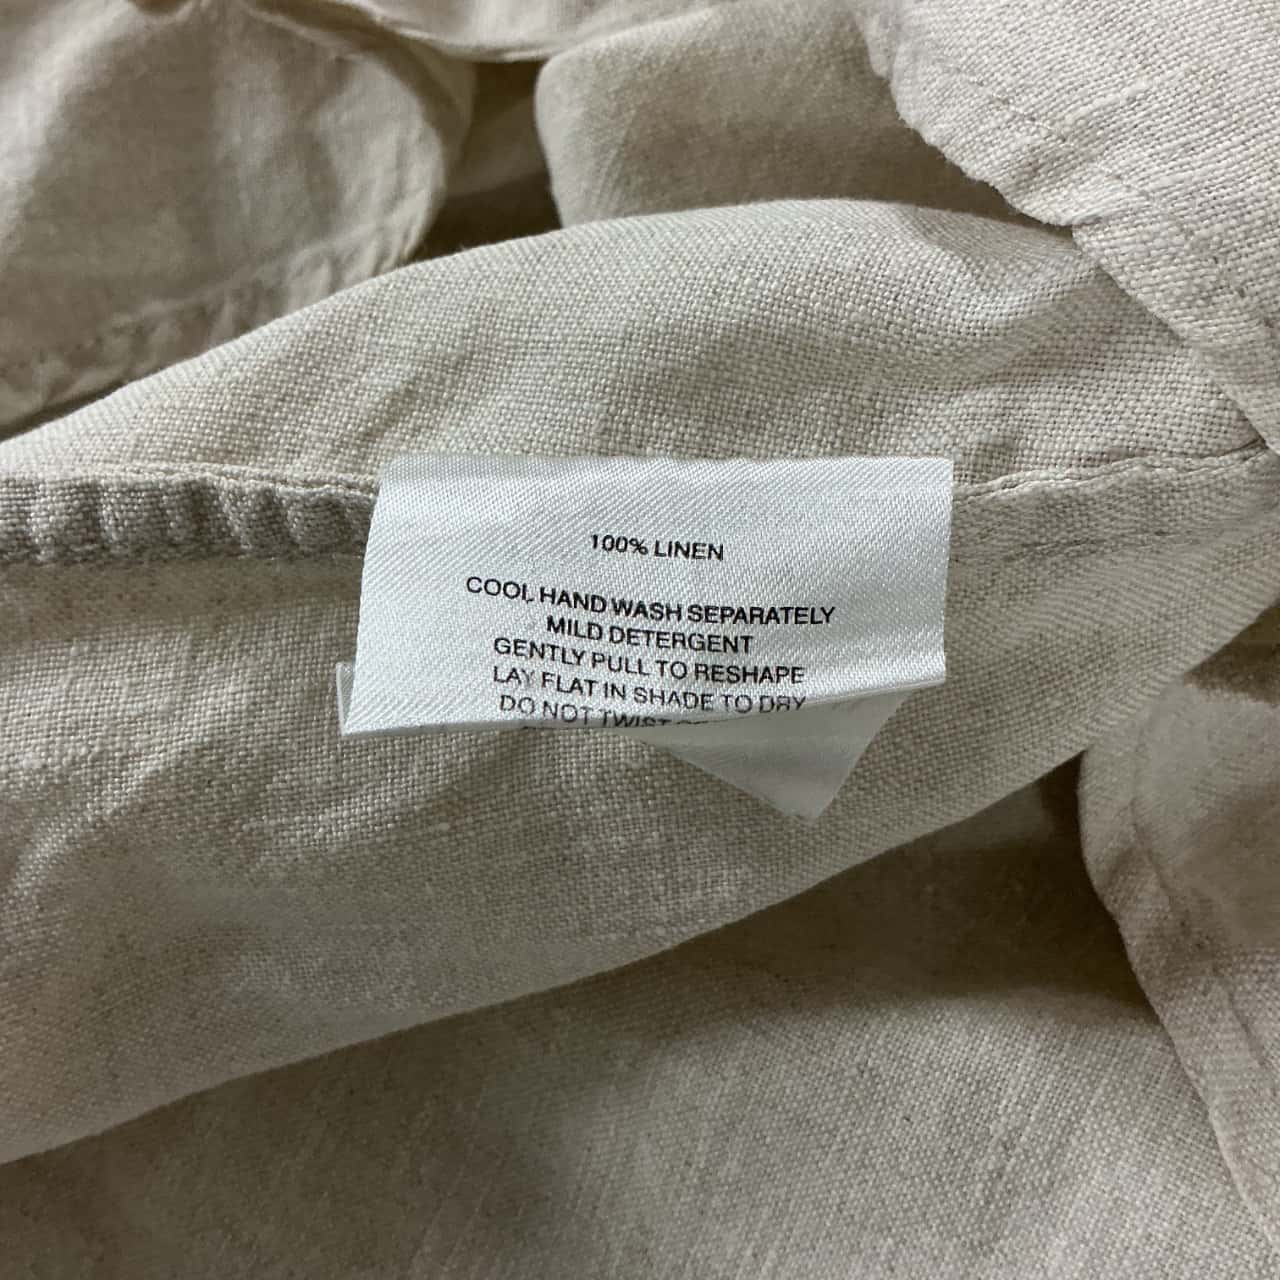 100% LINEN
COOL HAND WASH SEPARATELY
MILD DETERGENT
GENTLY PULL TO RESHAPE
LAY FLAT IN SHADE TO DRY
DO NOT TWIST